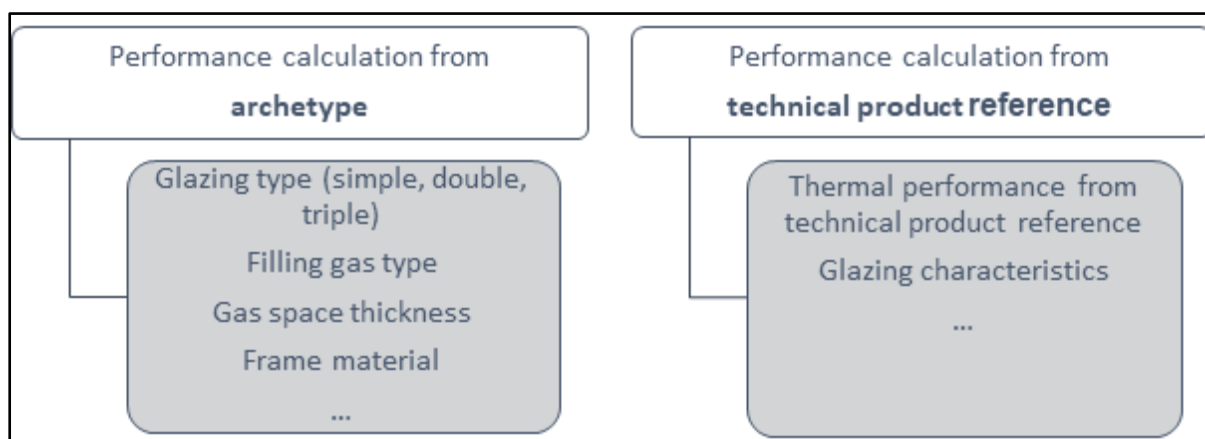 Performance calculation from
archetype
Glazing type (simple, double,
triple)
Filling gas type
Gas space thickness
Frame material
...
Performance calculation from
technical product reference
Thermal performance from
technical product reference
Glazing characteristics
...